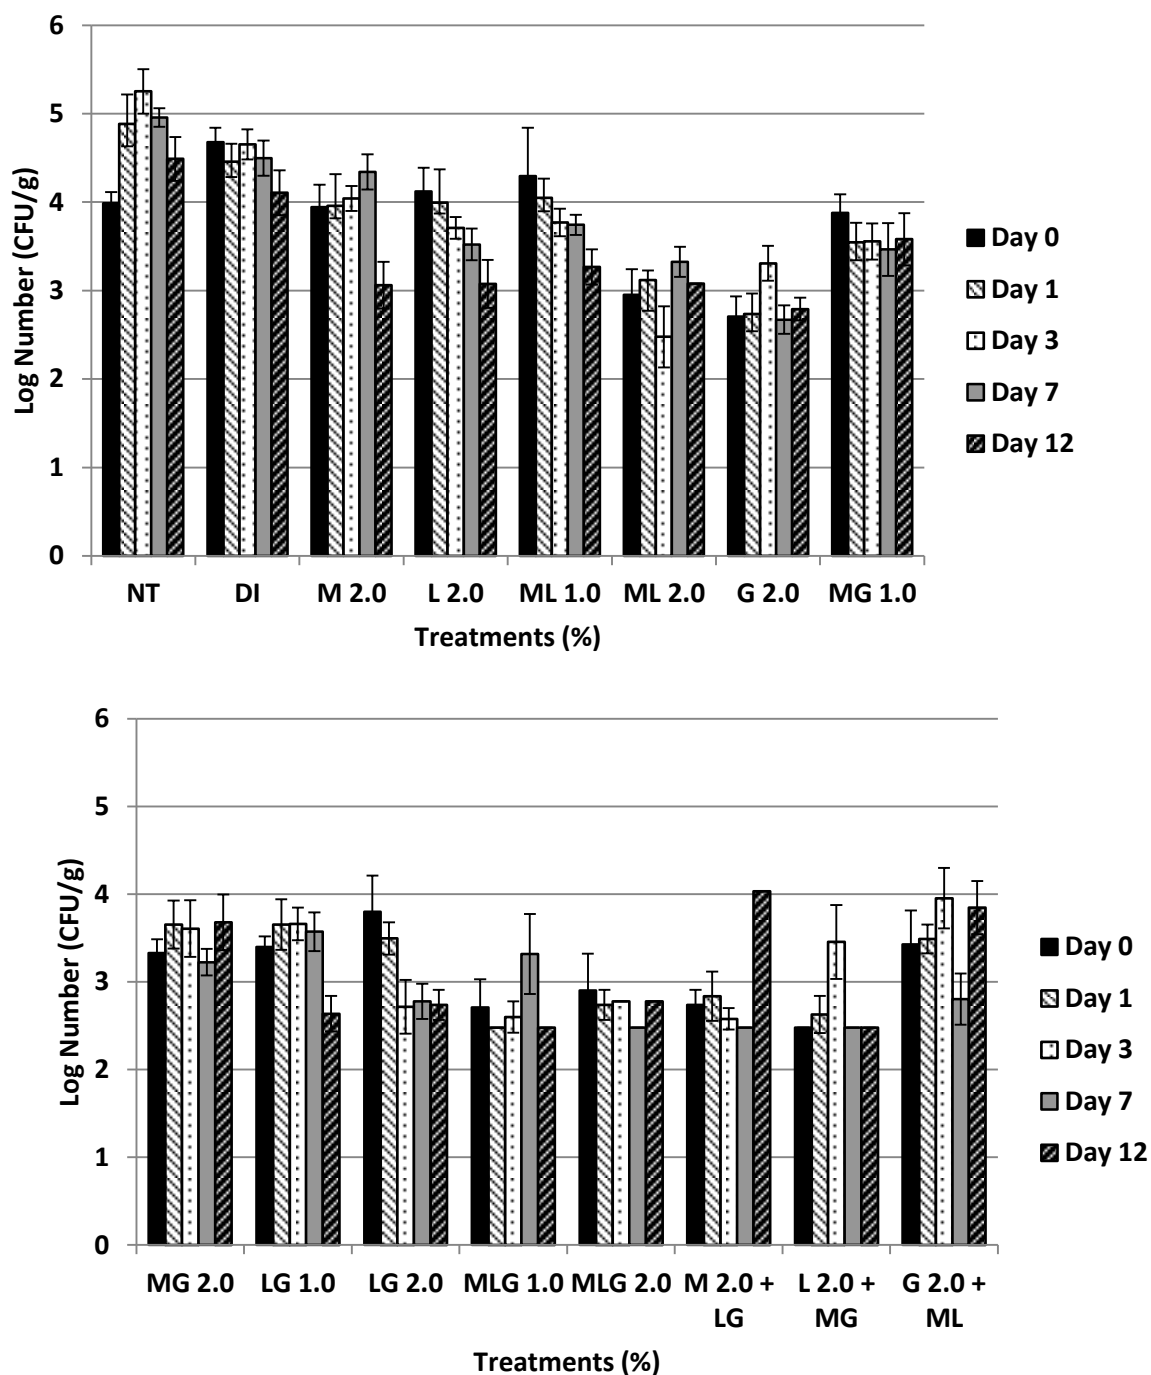 6
5
4
3
2
1
0
Log Number (CFU/g)
NT DI M 2.0 L 2.0 ML 1.0 ML 2.0 G 2.0 MG 1.0
Treatments (%)
Day 0
Day 1
Day 3
Day 7
Day 12
6
5
4
3
2
1
0
Log Number (CFU/g)
MG 2.0 LG 1.0 LG 2.0 MLG 1.0 MLG 2.0 M 2.0 + L 2.0 + G 2.0 +
LG MG ML
Treatments (%)
Day 0
Day 1
Day 3
Day 7
Day 12